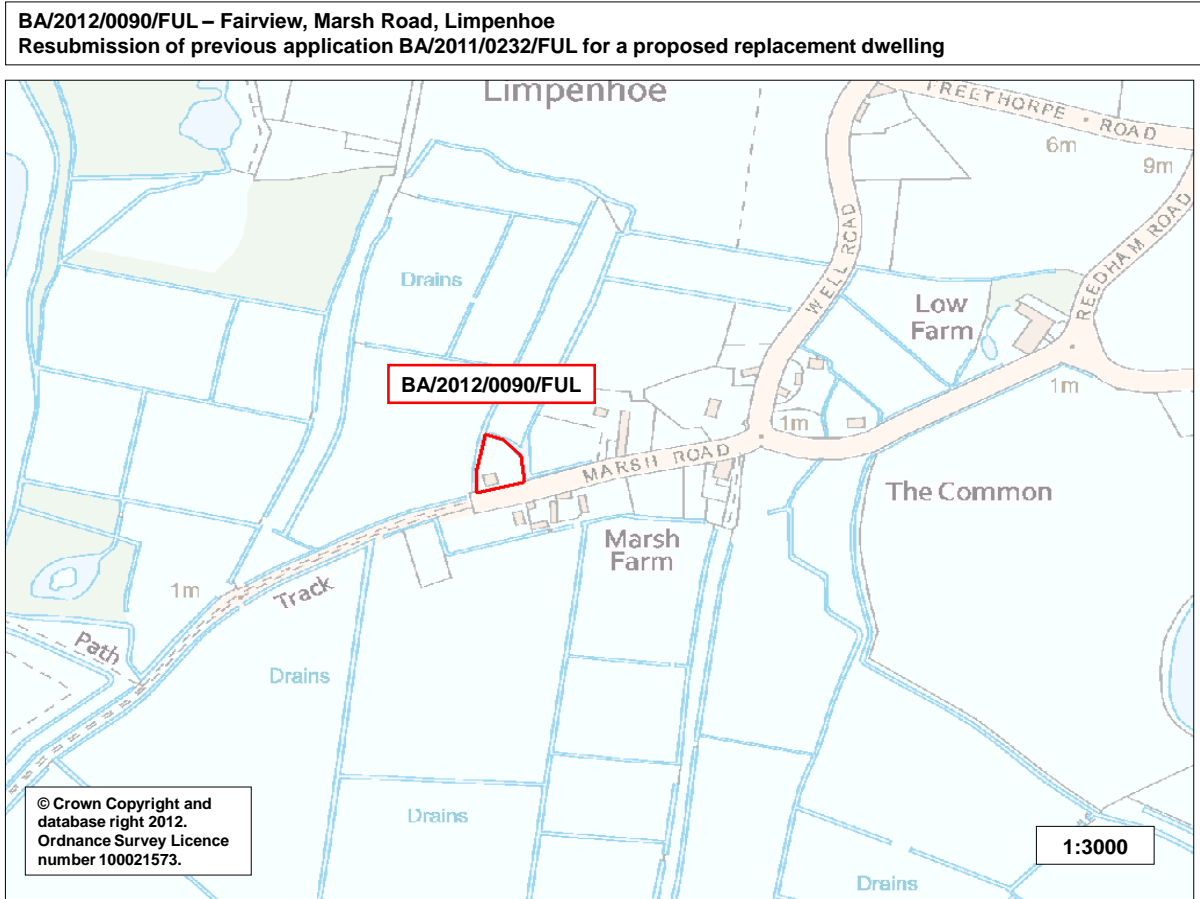 BA/2012/0090/FUL – Fairview, Marsh Road, Limpenhoe
Resubmission of previous application BA/2011/0232/FUL for a proposed replacement dwelling
Limpenhoe
FREETHORPE ROAD
6m
9m
REEDHAM ROAD
WELL ROAD
Drains
Low
Farm
BA/2012/0090/FUL
1m
1m
MARSH ROAD
The Common
Marsh
Farm
1m
Track
Path
Drains
Drains
Drains
© Crown Copyright and
database right 2012.
Ordnance Survey Licence
number 100021573.
1:3000